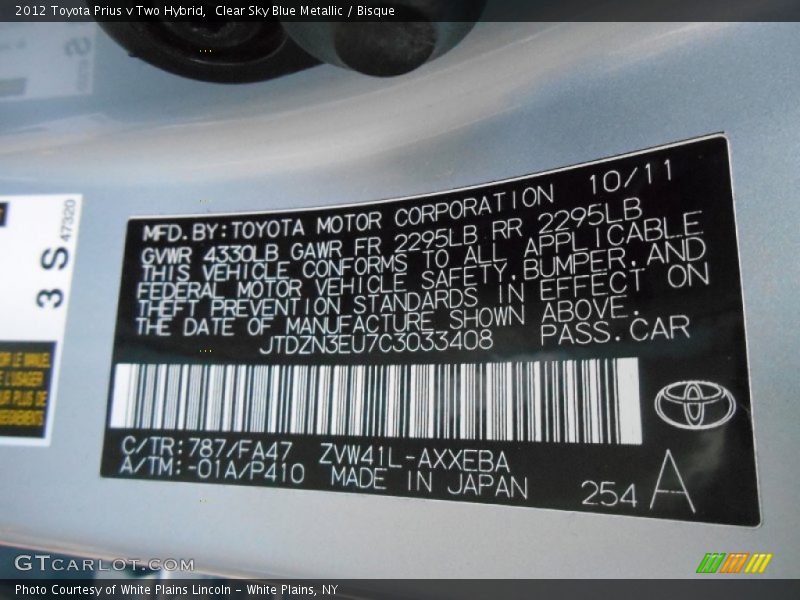 2012 Toyota Prius v Two Hybrid, Clear Sky Blue Metallic / Bisque
3 S 47320
MFD. BY: TOYOTA MOTOR CORPORATION 10/11
GVWR 4330LB GAWR FR 2295LB RR 2295LB
THIS VEHICLE CONFORMS TO ALL APPLICABLE
FEDERAL MOTOR VEHICLE SAFETY, BUMPER, AND
THEFT PREVENTION STANDARDS IN EFFECT ON
THE DATE OF MANUFACTURE SHOWN ABOVE.
JTDZN3EU7C3033408 PASS. CAR
C/TR: 787/FA47 ZVW41L-AXXEBA
A/TM: -01A/P410 MADE IN JAPAN
254 A
GTCARLOT.COM
Photo Courtesy of White Plains Lincoln - White Plains, NY